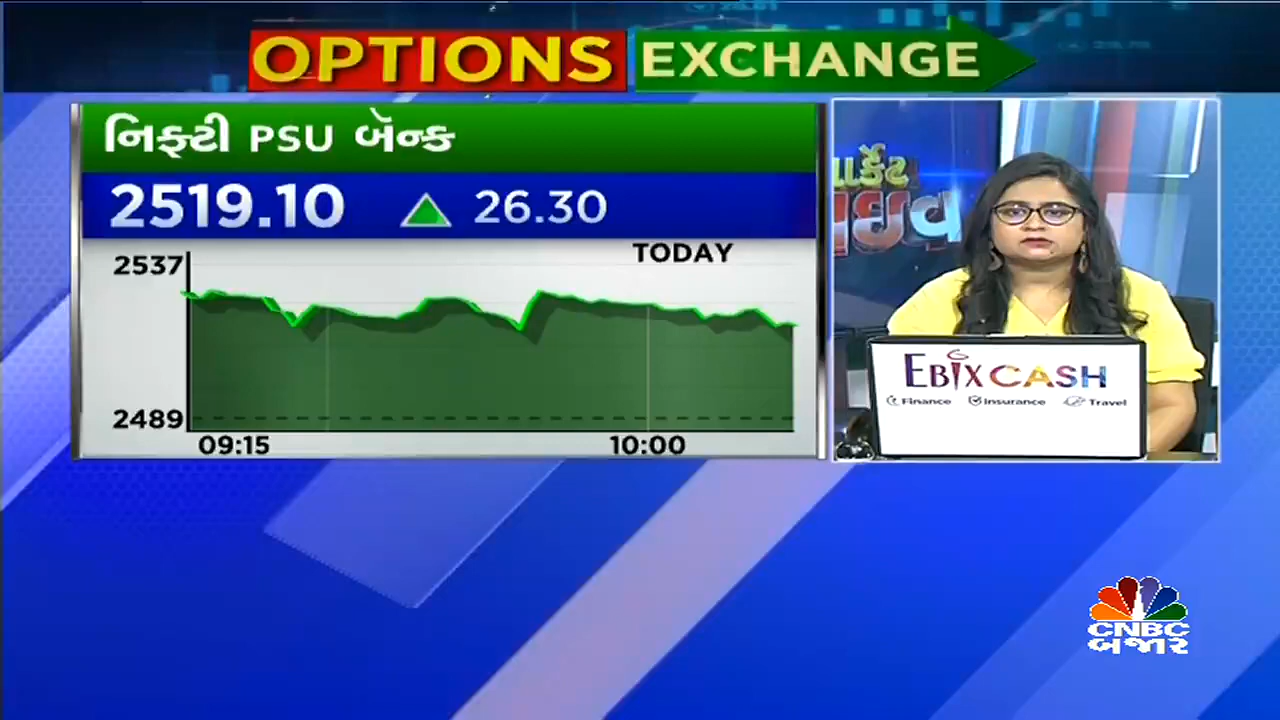 OPTIONS EXCHANGE
નિફ્ટી PSU બૅન્ક
2519.10 26.30
TODAY
2537
2489
09:15 10:00
EBIXCASH
Finance Insurance Travel
CNBC
બજાર